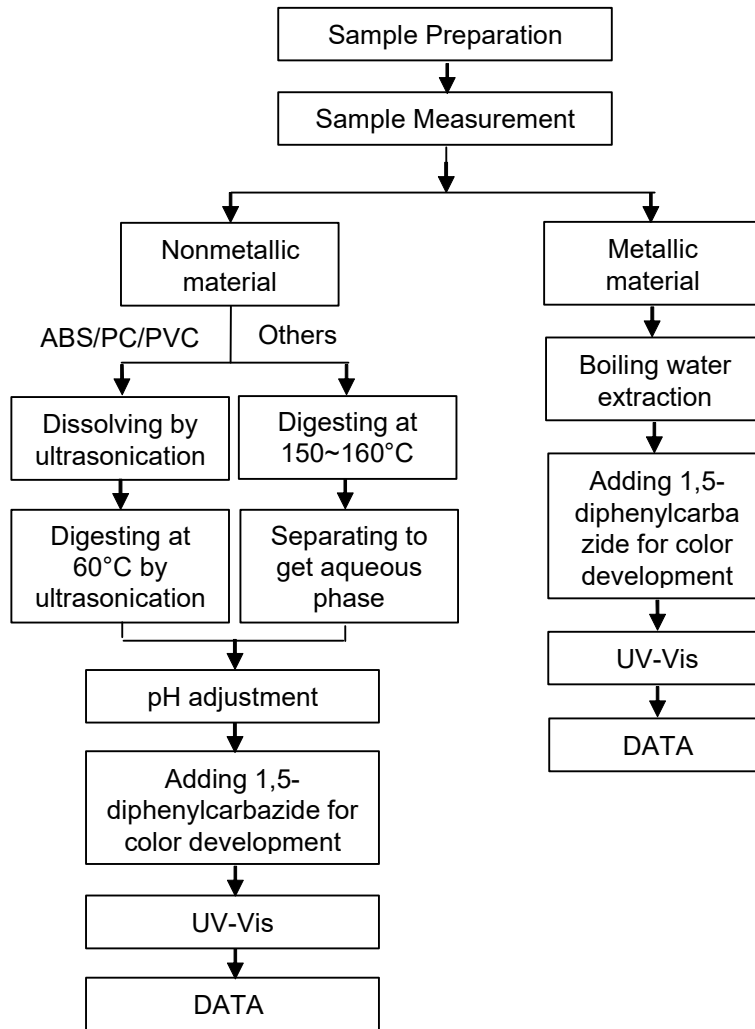 Sample Preparation
Sample Measurement
Nonmetallic
material
ABS/PC/PVC
Others
Dissolving by
ultrasonication
Digesting at
150~160°C
Digesting at
60°C by
ultrasonication
Separating to
get aqueous
phase
pH adjustment
Adding 1,5-
diphenylcarbazide for
color development
UV-Vis
DATA
Metallic
material
Boiling water
extraction
Adding 1,5-
diphenylcarba
zide for color
development
UV-Vis
DATA